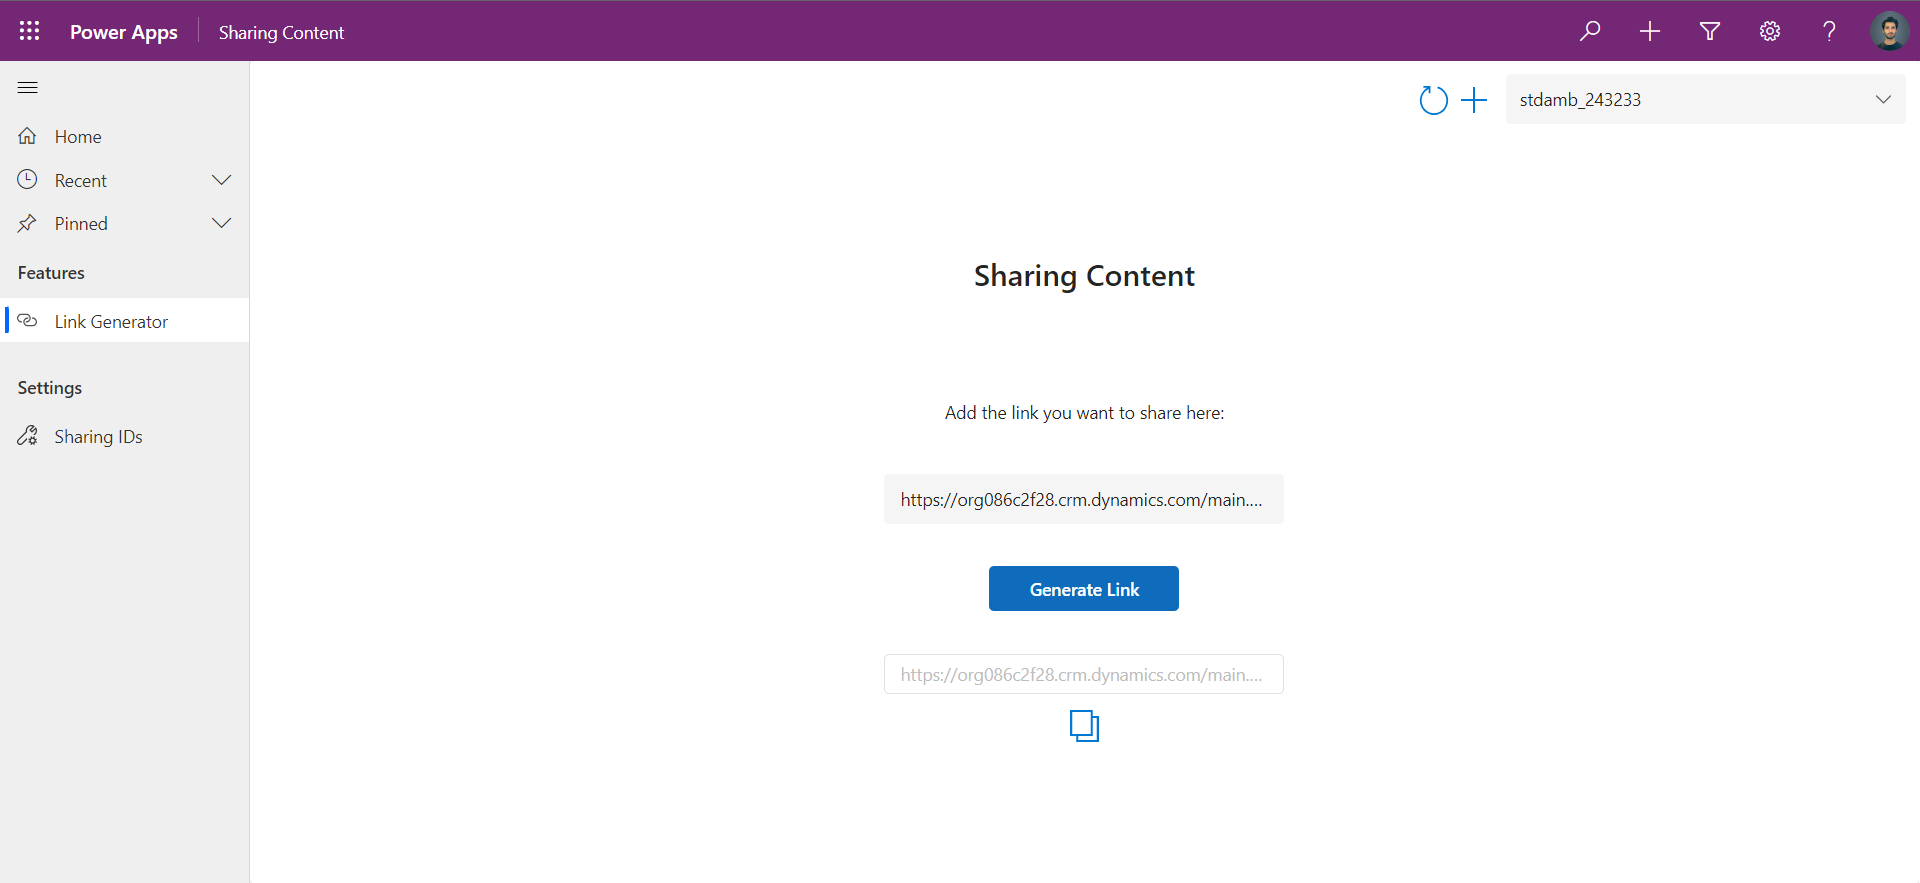 Power Apps
Sharing Content
stdamb_243233
Home
Recent
Pinned
Features
Link Generator
Settings
Sharing IDs
Sharing Content
Add the link you want to share here:
https://org086c2f28.crm.dynamics.com/main....
Generate Link
https://org086c2f28.crm.dynamics.com/main....